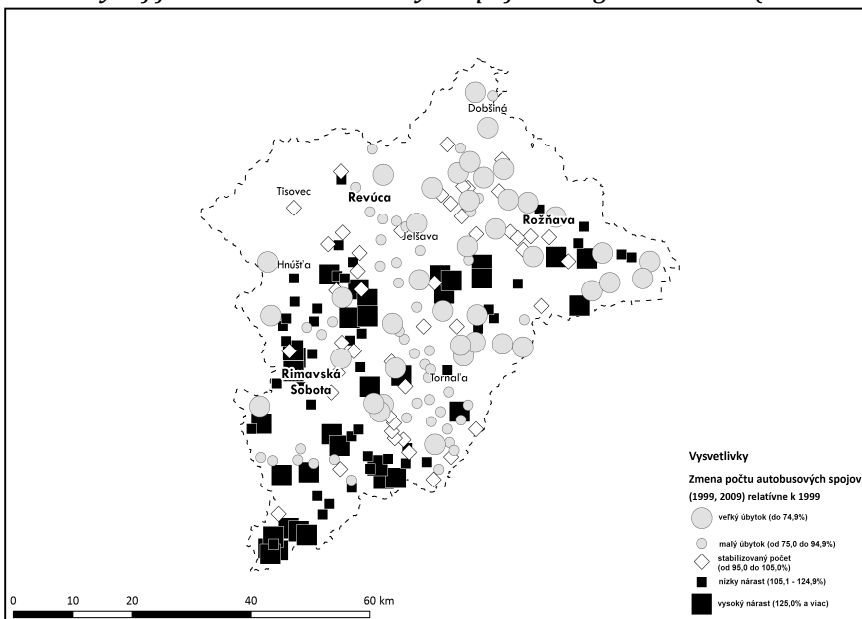 Dobšiná
Tisovec
Revúca
Rožňava
Jelšava
Hnúšťa
Rimavská
Sobota
Tornaľa
Vysvetlivky
Zmena počtu autobusových spojov
(1999, 2009) relatívne k 1999
veľký úbytok (do 74,9%)
malý úbytok (od 75,0 do 94,9%)
stabilizovaný počet
(od 95,0 do 105,0%)
nízky nárast (105,1 - 124,9%)
vysoký nárast (125,0% a viac)
0 10 20 40 60 km